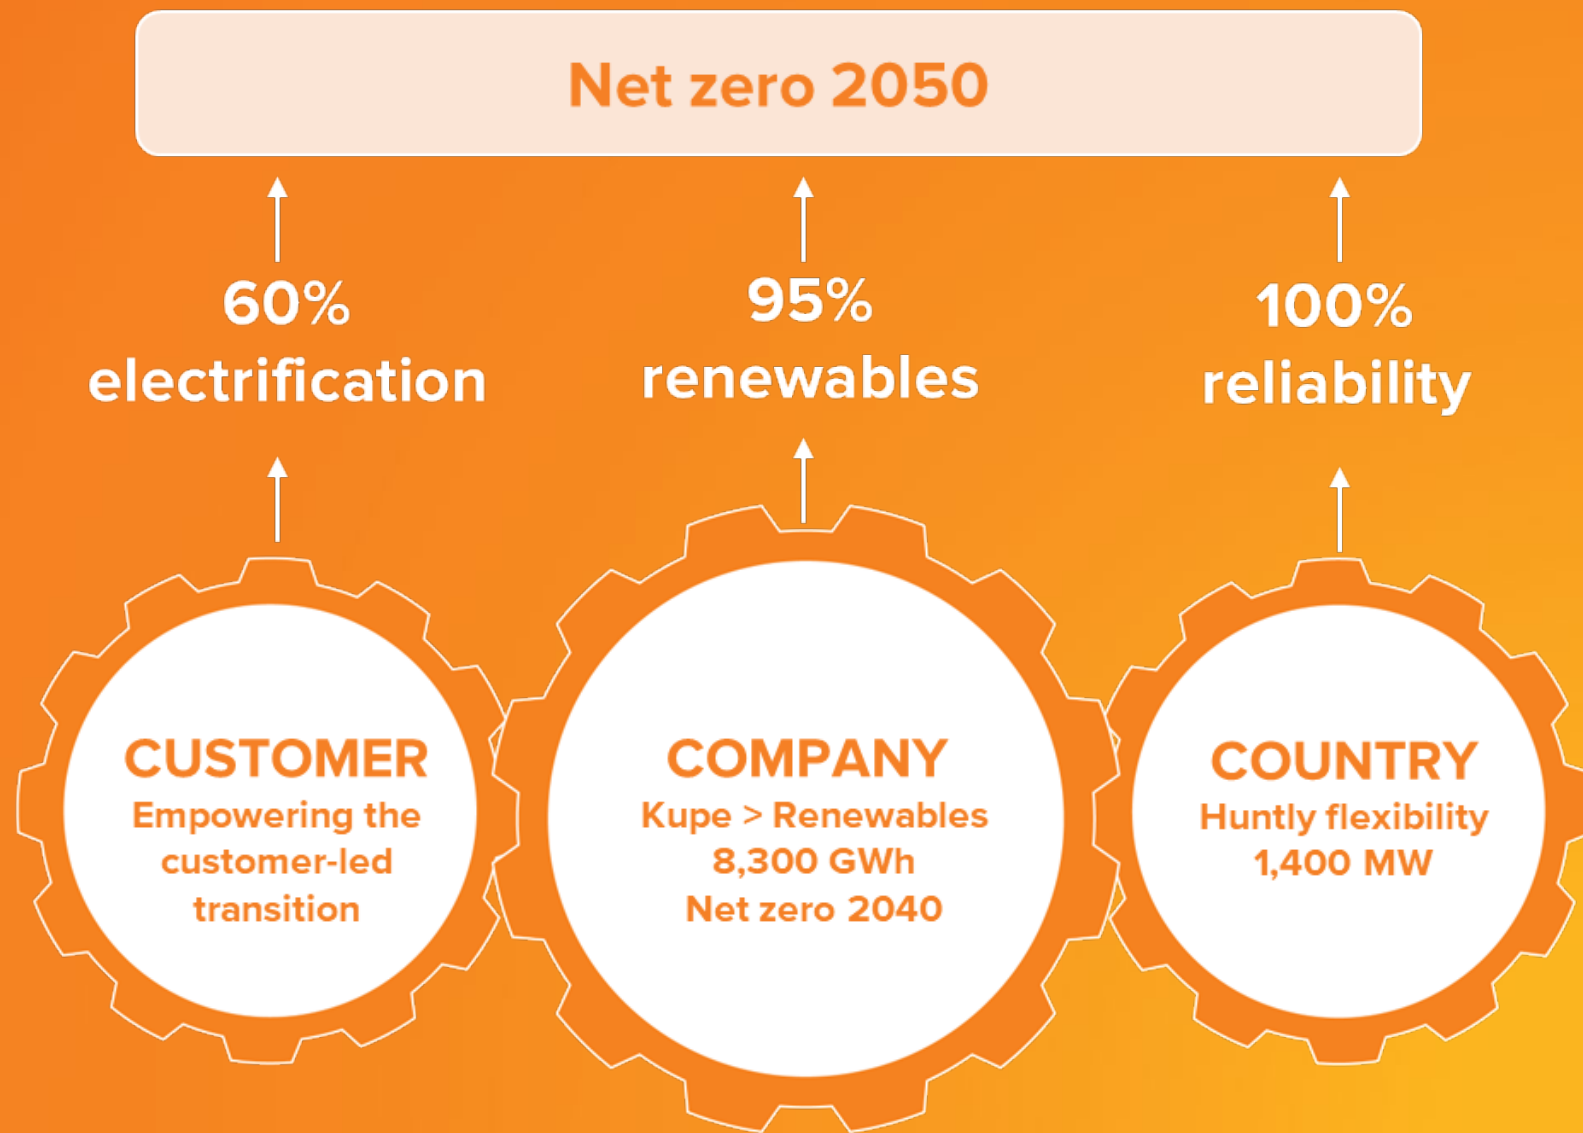 Net zero 2050
60%
electrification
95%
renewables
100%
reliability
CUSTOMER
Empowering the
customer-led
transition
COMPANY
Kupe > Renewables
8,300 GWh
Net zero 2040
COUNTRY
Huntly flexibility
1,400 MW